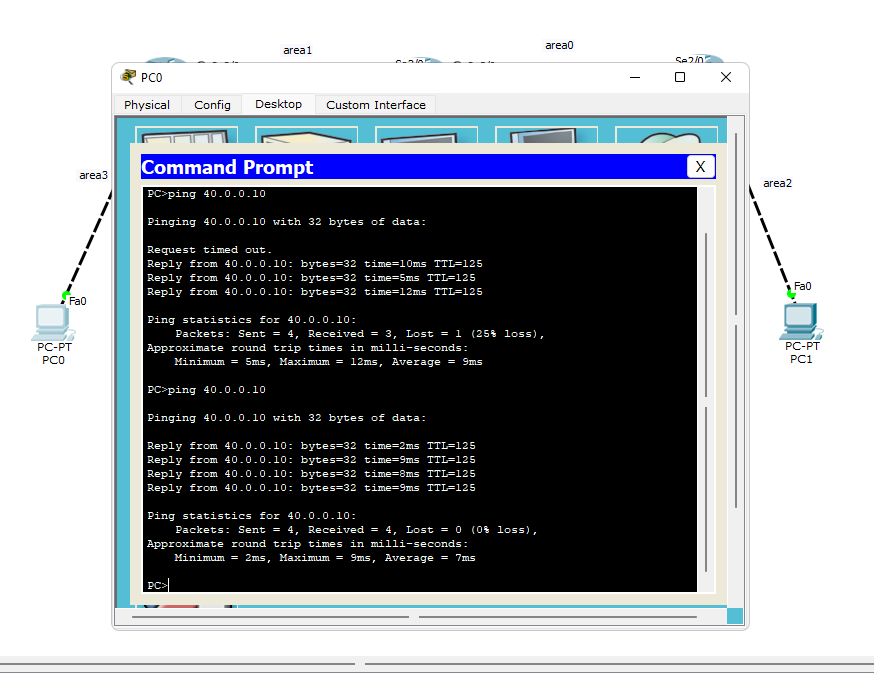 area1
area0
Se2/0
PC0
Physical
Config
Desktop
Custom Interface
Command Prompt
X
area3
area2
Fa0
Fa0
PC-PT
PC0
PC-PT
PC1
PC>ping 40.0.0.10
Pinging 40.0.0.10 with 32 bytes of data:
Request timed out.
Reply from 40.0.0.10: bytes=32 time=10ms TTL=125
Reply from 40.0.0.10: bytes=32 time=5ms TTL=125
Reply from 40.0.0.10: bytes=32 time=12ms TTL=125
Ping statistics for 40.0.0.10:
Packets: Sent = 4, Received = 3, Lost = 1 (25% loss),
Approximate round trip times in milli-seconds:
Minimum = 5ms, Maximum = 12ms, Average = 9ms
PC>ping 40.0.0.10
Pinging 40.0.0.10 with 32 bytes of data:
Reply from 40.0.0.10: bytes=32 time=2ms TTL=125
Reply from 40.0.0.10: bytes=32 time=9ms TTL=125
Reply from 40.0.0.10: bytes=32 time=8ms TTL=125
Reply from 40.0.0.10: bytes=32 time=9ms TTL=125
Ping statistics for 40.0.0.10:
Packets: Sent = 4, Received = 4, Lost = 0 (0% loss),
Approximate round trip times in milli-seconds:
Minimum = 2ms, Maximum = 9ms, Average = 7ms
PC>